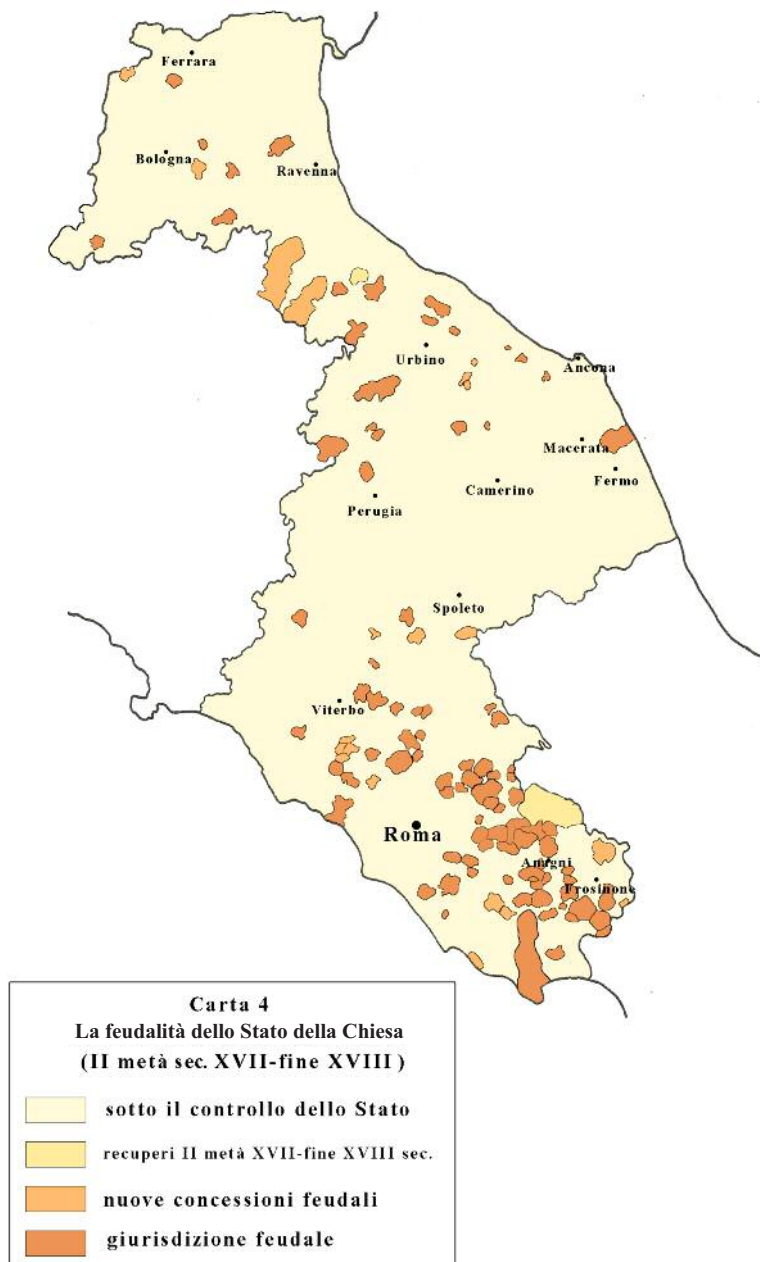 Ferrara
Bologna
Ravenna
Urbino
Ancona
Macerata
Fermo
Camerino
Perugia
Spoleto
Viterbo
Roma
Anagni
Frosinone
Carta 4
La feudalità dello Stato della Chiesa
(II metà sec. XVII-fine XVIII )
sotto il controllo dello Stato
recuperi II metà XVII-fine XVIII sec.
nuove concessioni feudali
giurisdizione feudale